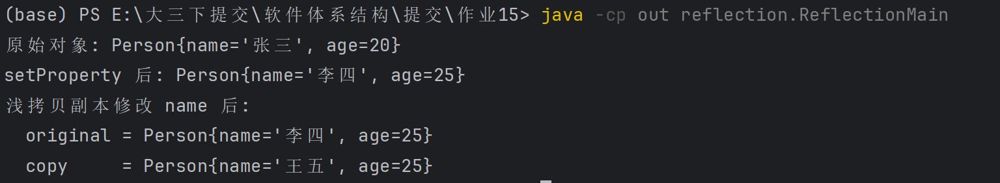 (base) PS E:\大三下提交\软件体系结构\提交\作业15> java -cp out reflection.ReflectionMain
原始对象: Person{name='张三', age=20}
setProperty 后: Person{name='李四', age=25}
浅拷贝副本修改 name 后:
  original = Person{name='李四', age=25}
  copy     = Person{name='王五', age=25}